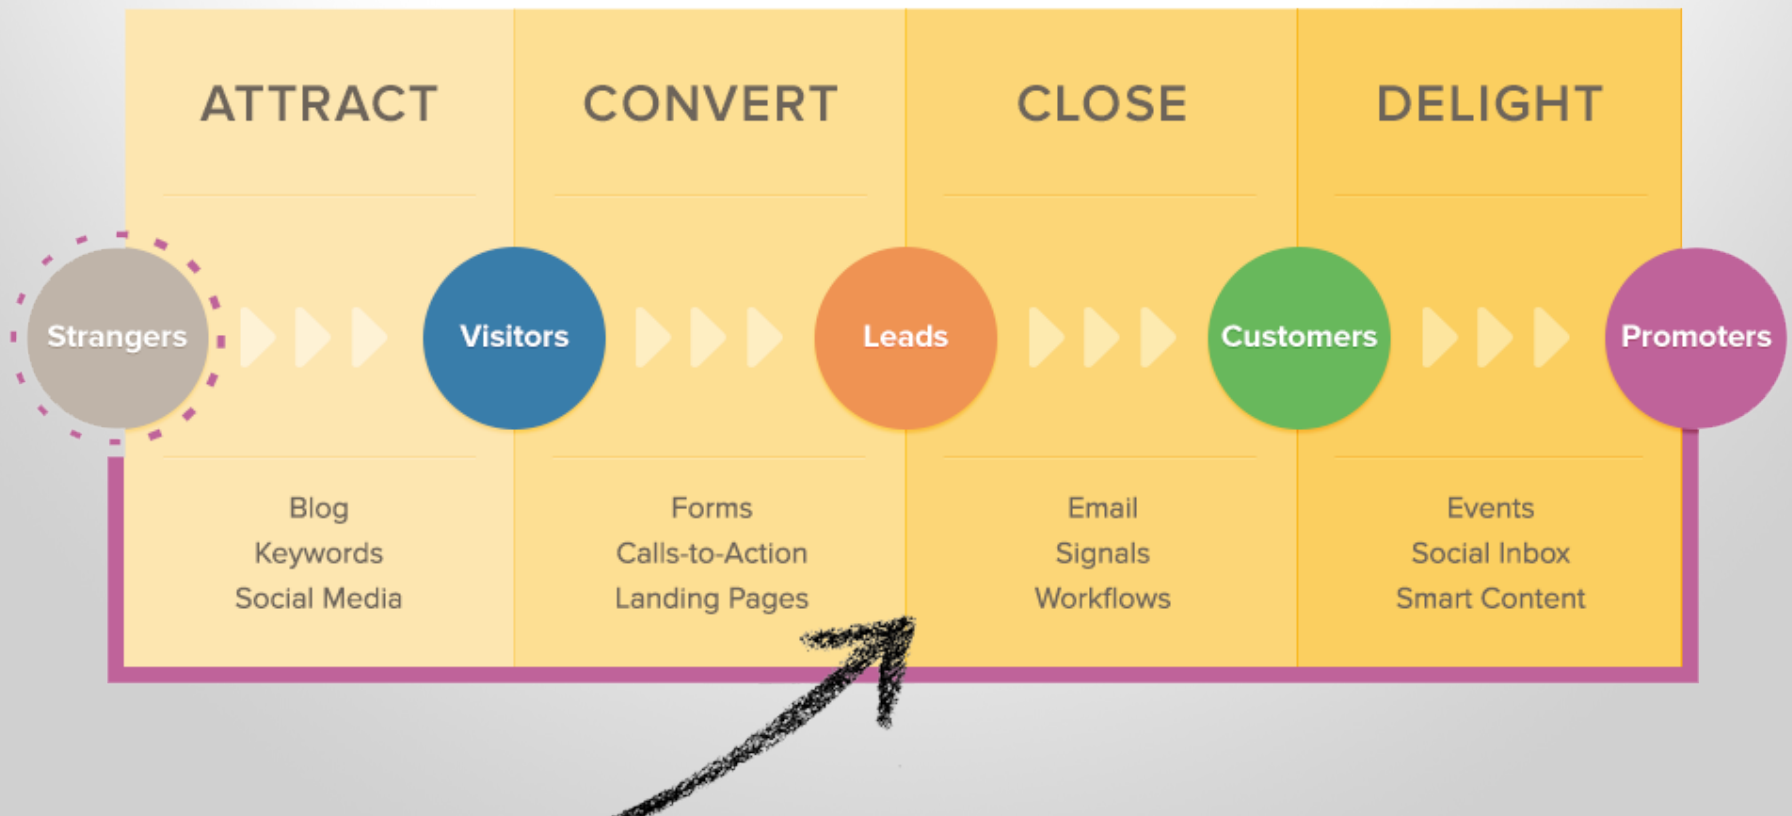 ATTRACT
CONVERT
CLOSE
DELIGHT
Strangers
Visitors
Leads
Customers
Promoters
Blog
Keywords
Social Media
Forms
Calls-to-Action
Landing Pages
Email
Signals
Workflows
Events
Social Inbox
Smart Content